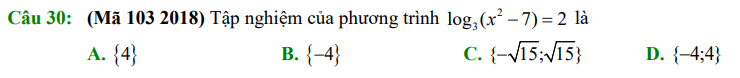 Câu 30: (Mã 103 2018) Tập nghiệm của phương trình log₃(x² − 7) = 2 là
A. {4} B. {−4} C. {−√15;√15} D. {−4;4}